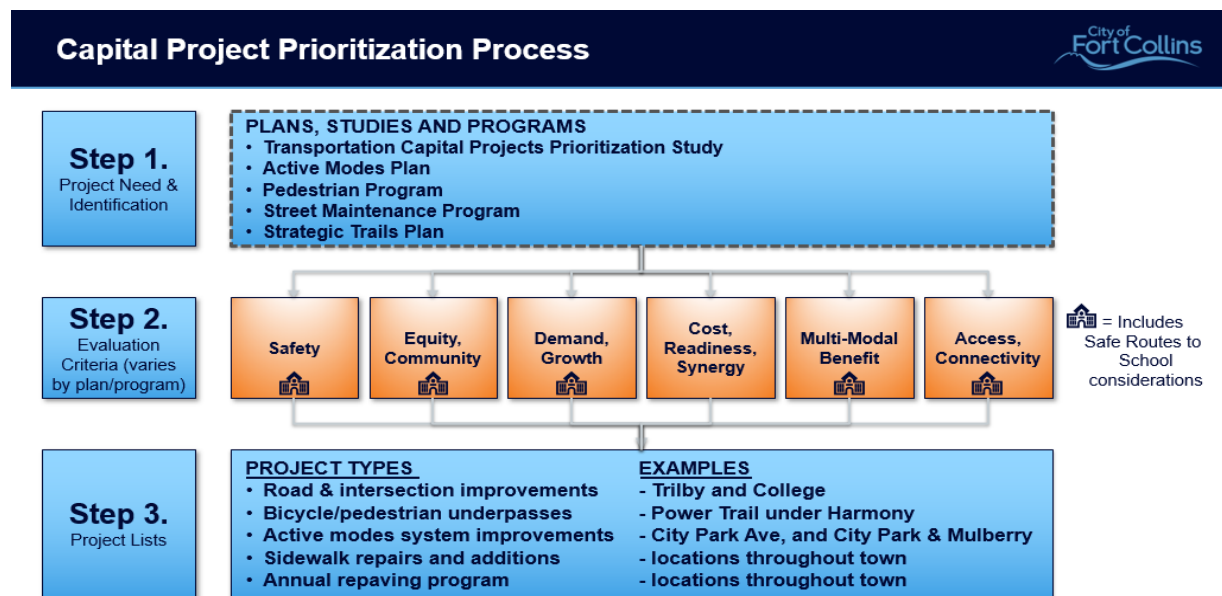 Capital Project Prioritization Process
City of
Fort Collins
Step 1.
Project Need &
Identification
PLANS, STUDIES AND PROGRAMS
• Transportation Capital Projects Prioritization Study
• Active Modes Plan
• Pedestrian Program
• Street Maintenance Program
• Strategic Trails Plan
Step 2.
Evaluation
Criteria (varies
by plan/program)
Safety
Equity,
Community
Demand,
Growth
Cost,
Readiness,
Synergy
Multi-Modal
Benefit
Access,
Connectivity
= Includes
Safe Routes to
School
considerations
Step 3.
Project Lists
PROJECT TYPES
• Road & intersection improvements
• Bicycle/pedestrian underpasses
• Active modes system improvements
• Sidewalk repairs and additions
• Annual repaving program
EXAMPLES
- Trilby and College
- Power Trail under Harmony
- City Park Ave, and City Park & Mulberry
- locations throughout town
- locations throughout town